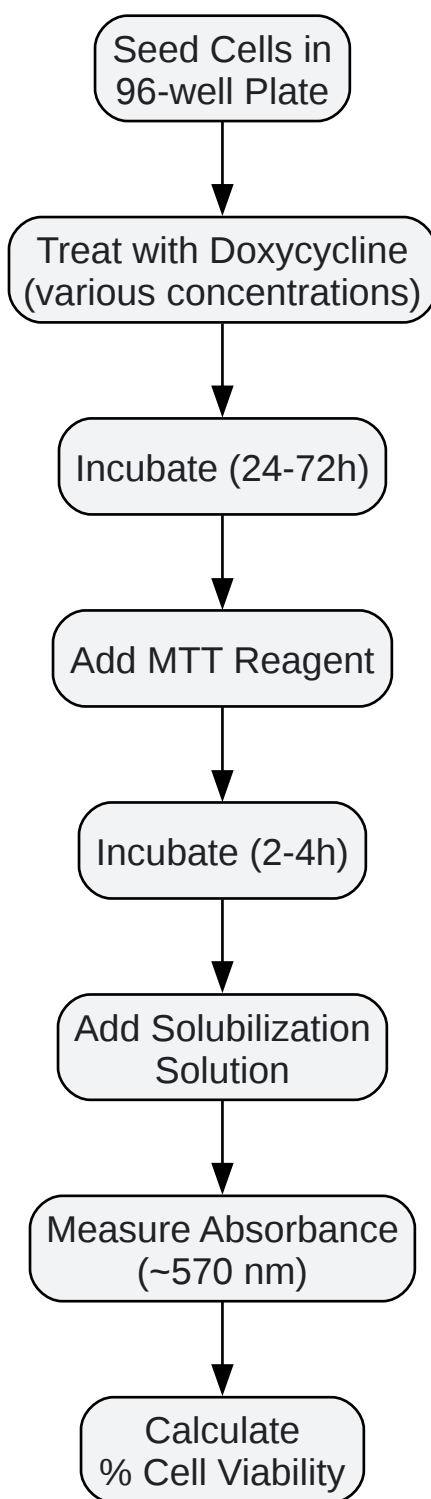 Seed Cells in
96-well Plate
Treat with Doxycycline
(various concentrations)
Incubate (24-72h)
Add MTT Reagent
Incubate (2-4h)
Add Solubilization
Solution
Measure Absorbance
(~570 nm)
Calculate
% Cell Viability